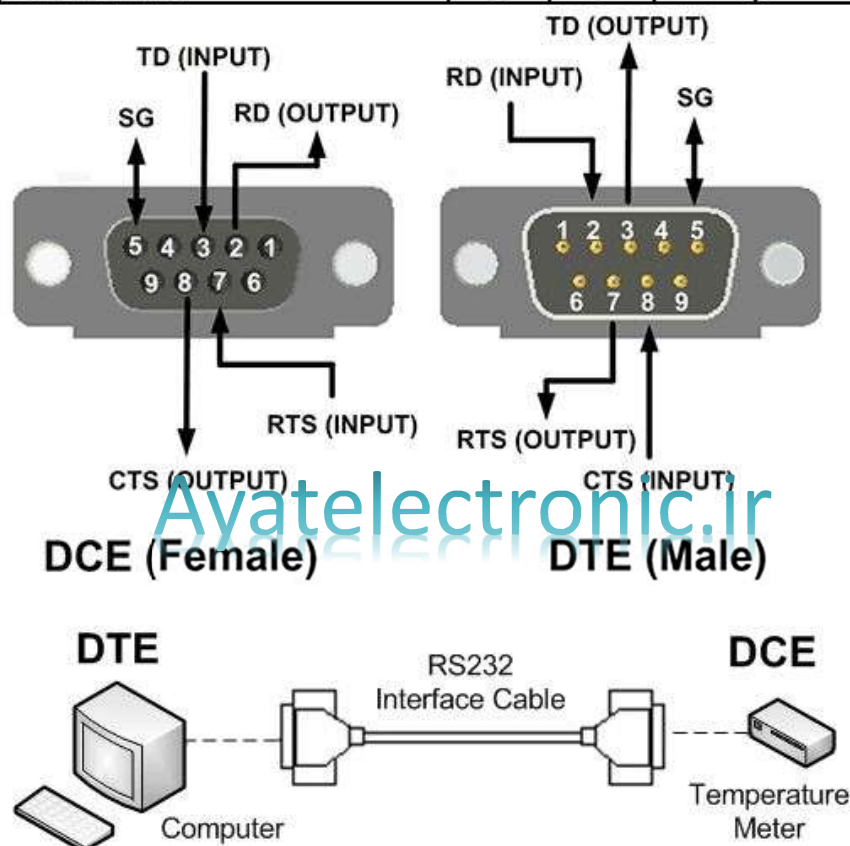 TD (INPUT)
SG
RD (OUTPUT)
5 4 3 2 1
9 8 7 6
RTS (INPUT)
CTS (OUTPUT)
DCE (Female)
TD (OUTPUT)
RD (INPUT)
SG
1 2 3 4 5
6 7 8 9
RTS (OUTPUT)
CTS (INPUT)
DTE (Male)
Ayatelectronic.ir
DTE
RS232
Interface Cable
DCE
Computer
Temperature
Meter